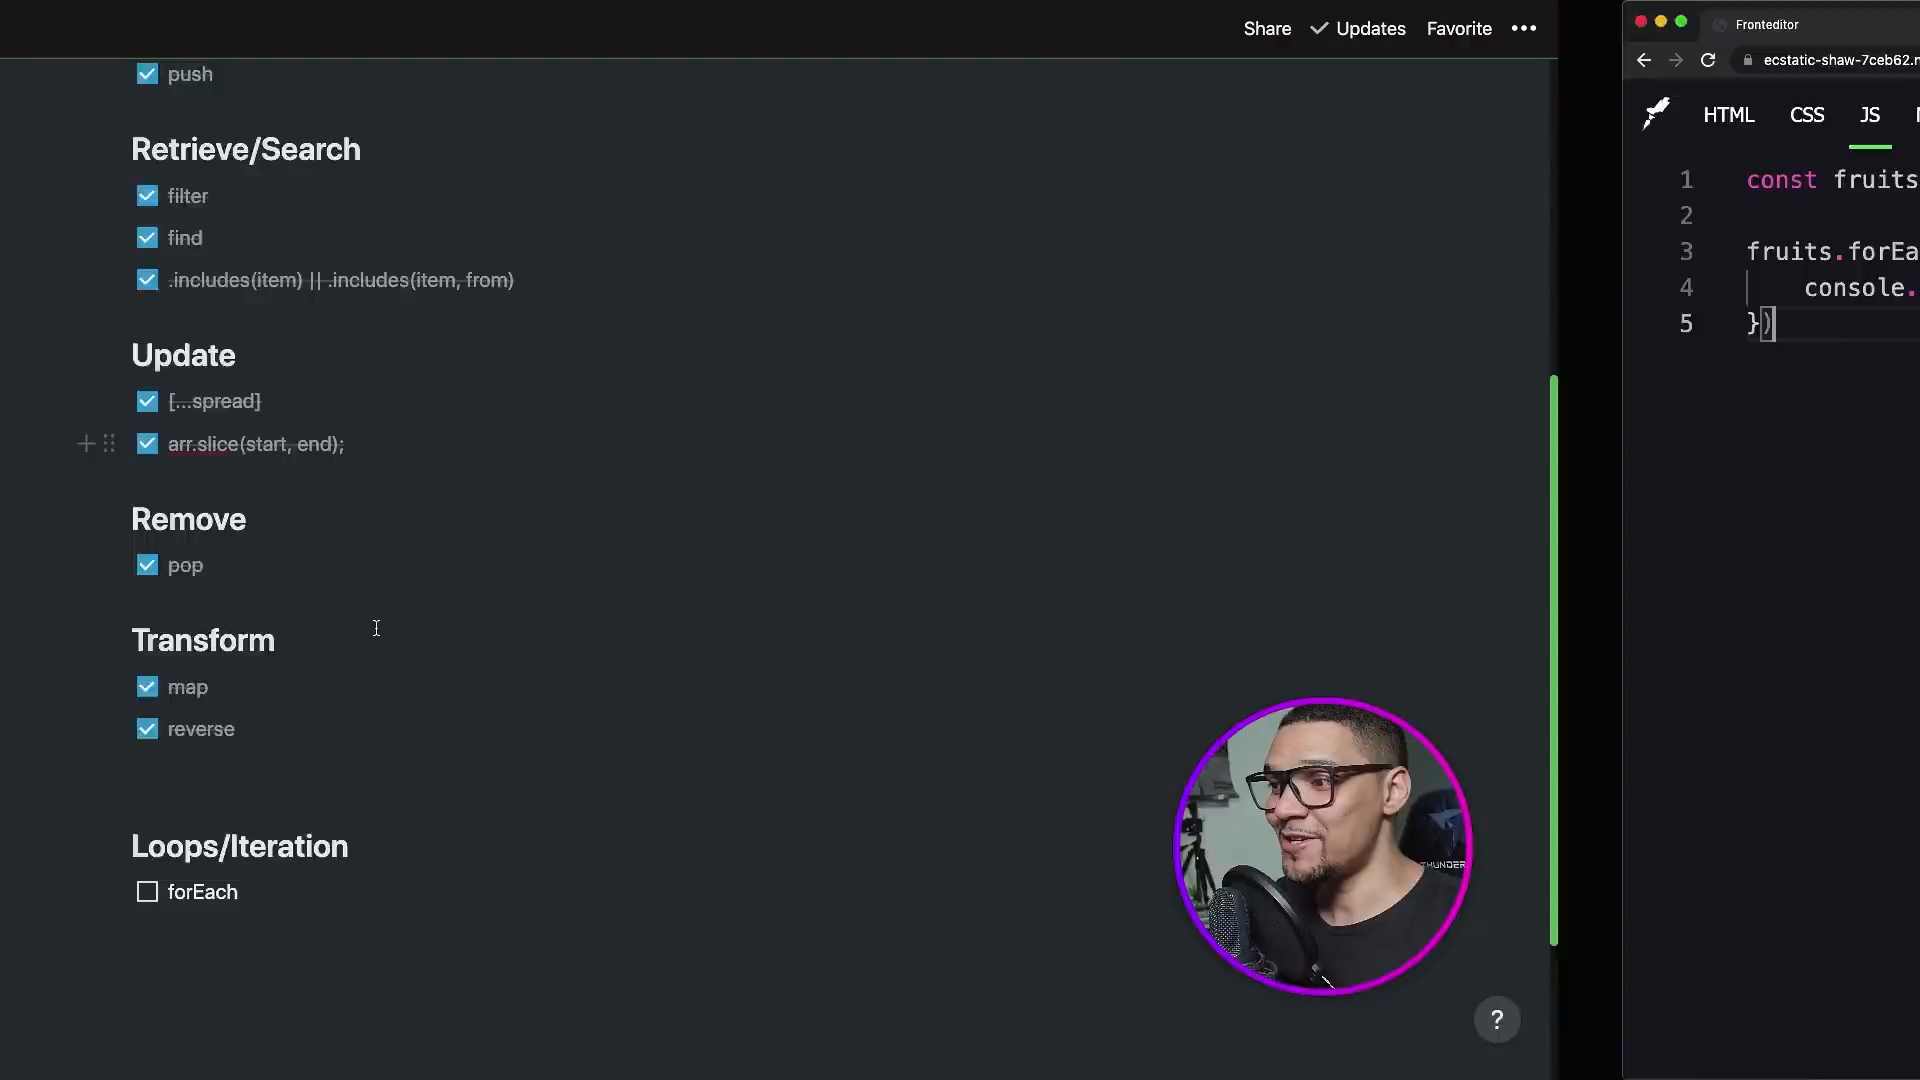 Share ✓ Updates Favorite •••
push
Retrieve/Search
filter
find
.includes(item) || .includes(item, from)
Update
[...spread]
arr.slice(start, end);
Remove
pop
Transform
map
reverse
Loops/Iteration
forEach
THUNDER
?
Fronteditor
ecstatic-shaw-7ceb62.n
HTML CSS JS
1 const fruits
2
3 fruits.forEa
4 console.
5 })